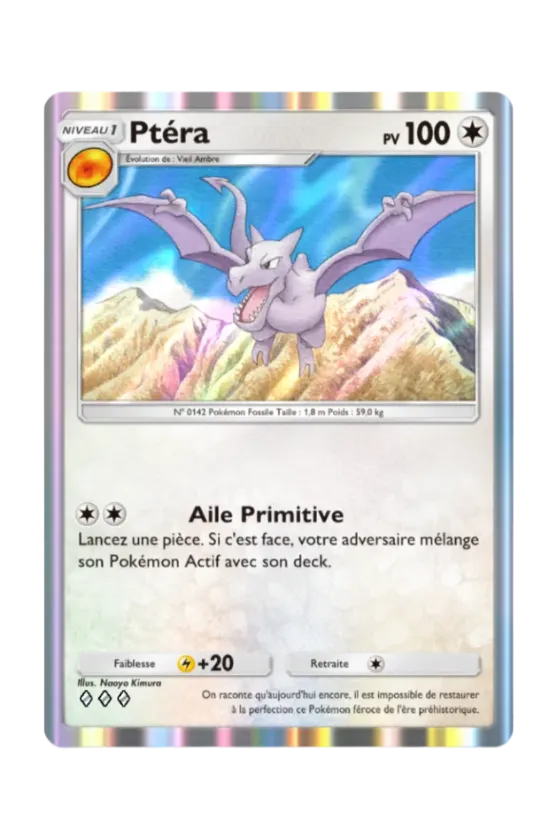 NIVEAU 1
Ptéra
PV 100
Évolution de : Vieil Ambre
N° 0142 Pokémon Fossile Taille : 1,8 m Poids : 59,0 kg
Aile Primitive
Lancez une pièce. Si c'est face, votre adversaire mélange
son Pokémon Actif avec son deck.
Faiblesse +20
Retraite
Illus. Naoyo Kimura
On raconte qu'aujourd'hui encore, il est impossible de restaurer
à la perfection ce Pokémon féroce de l'ère préhistorique.